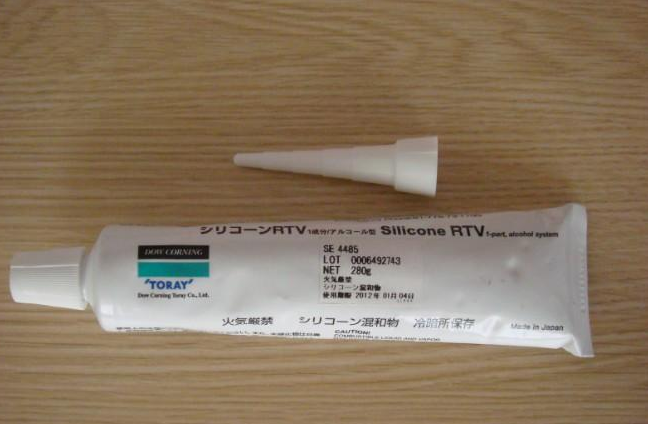 シリコーンRTV 1成分/アルコール型 Silicone RTV 1-part, alcohol system
DOW CORNING
"TORAY"
Dow Corning Toray Co., Ltd.
SE 4485
LOT 0006492743
NET 280g
火気厳禁
シリコーン混和物
使用期限 2012年 01月 04日
火気厳禁 シリコーン混和物 冷暗所保存
Made in Japan
CAUTION!
COMBUSTIBLE LIQUID AND VAPOR